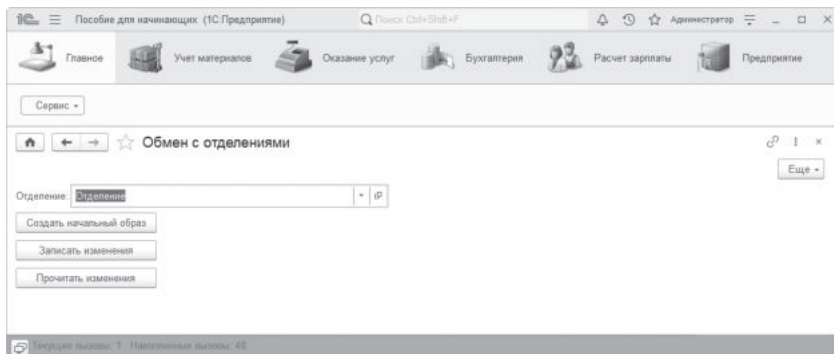 1С Пособие для начинающих (1С:Предприятие) Поиск Ctrl+Shift+F Администратор
Главное Учет материалов Оказание услуг Бухгалтерия Расчет зарплаты Предприятие
Сервис
Обмен с отделениями
Еще
Отделение: Отделение
Создать начальный образ
Записать изменения
Прочитать изменения
Текущие вызовы: 1 Накопленные вызовы: 48